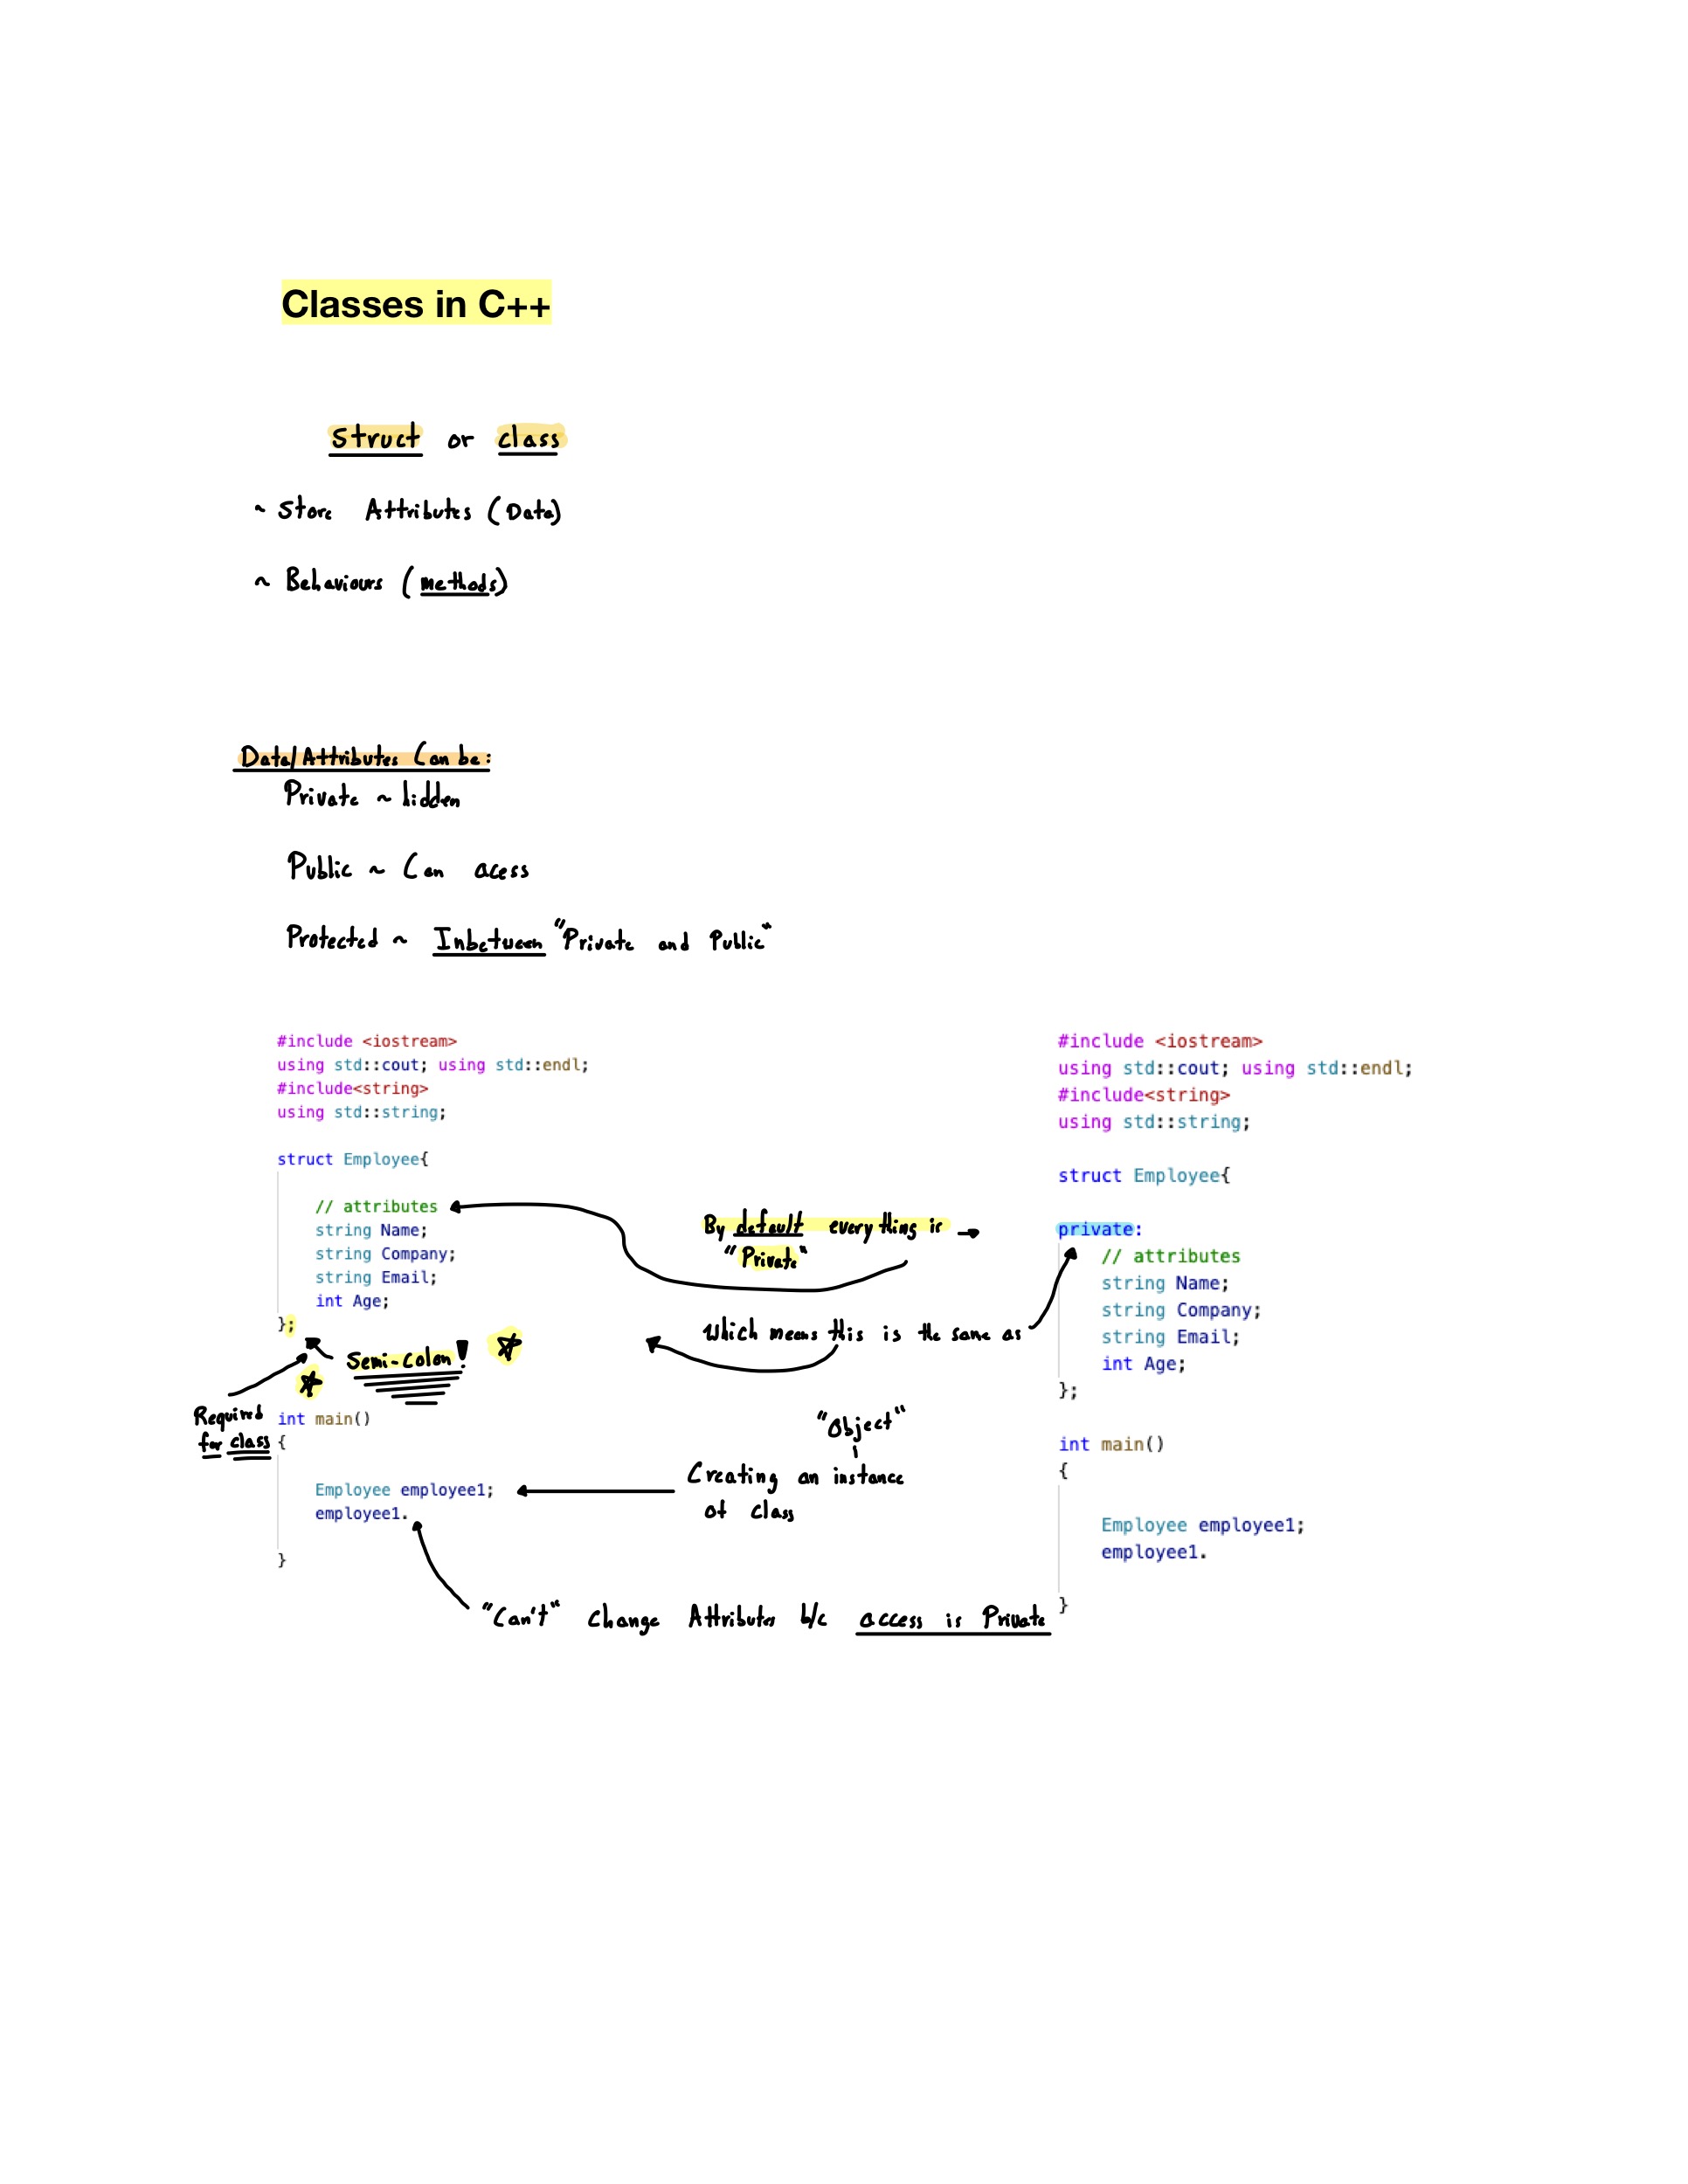 Classes in C++
struct or class
~ Store Attributes (Data)
~ Behaviours (methods)
Data/Attributes Can be:
Private ~ hidden
Public ~ Can acess
Protected ~ Inbetween "Private and Public"
#include <iostream>
using std::cout; using std::endl;
#include<string>
using std::string;
struct Employee{
// attributes
string Name;
string Company;
string Email;
int Age;
};
Semi-colon!
Required
for class
int main()
{
Employee employee1;
employee1.
}
By default everything is
"Private"
Which means this is the same as
"Object"
Creating an instance
of class
"Can't" change Attributes b/c access is Private
#include <iostream>
using std::cout; using std::endl;
#include<string>
using std::string;
struct Employee{
private:
// attributes
string Name;
string Company;
string Email;
int Age;
};
int main()
{
Employee employee1;
employee1.
}